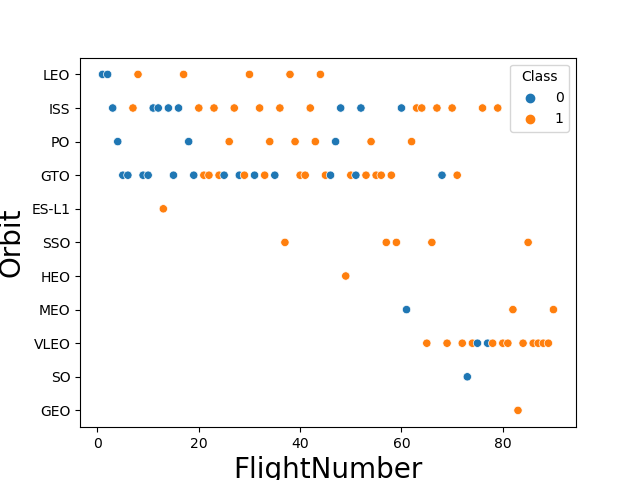 Class
0
1
LEO
ISS
PO
GTO
ES-L1
SSO
HEO
MEO
VLEO
SO
GEO
Orbit
0 20 40 60 80
FlightNumber